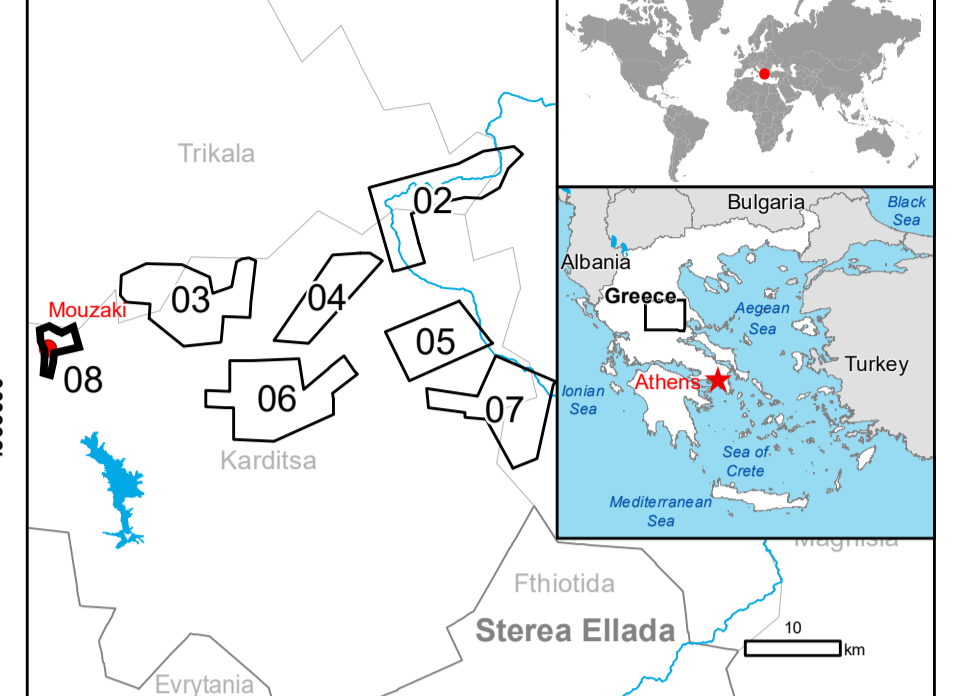 Trikala
02
03
04
Mouzaki
08
05
06
07
Karditsa
Fthiotida
Sterea Ellada
Evrytania
Bulgaria
Black
Sea
Albania
Greece
Aegean
Sea
Turkey
Athens
Ionian
Sea
Sea of
Crete
Mediterranean
Sea
Magnisia
10
km